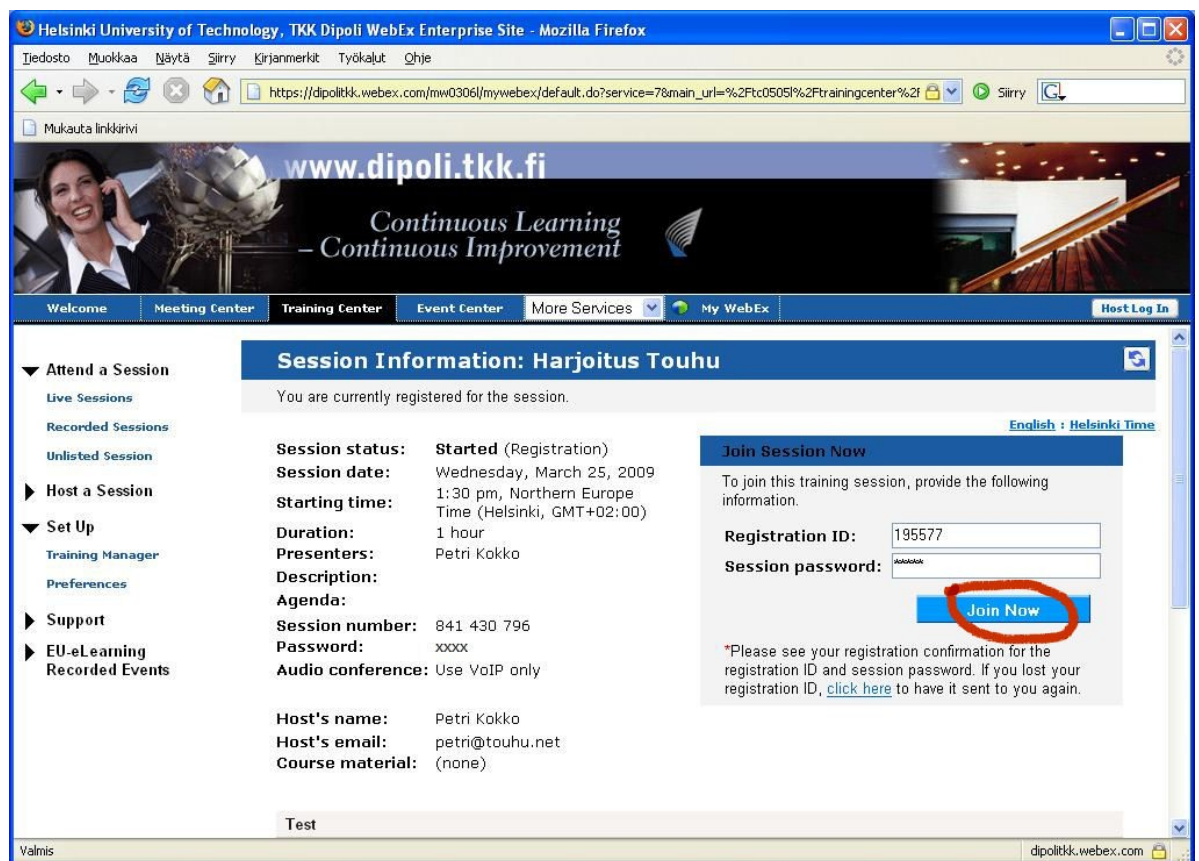 Helsinki University of Technology, TKK Dipoli WebEx Enterprise Site - Mozilla Firefox
Tiedosto Muokkaa Näytä Siirry Kirjanmerkit Työkalut Ohje
https://dipolitkk.webex.com/mw0306l/mywebex/default.do?service=7&main_url=%2Ftc0505l%2Ftrainingcenter%2f Siirry G
Mukauta linkkirivi
www.dipoli.tkk.fi
Continuous Learning
– Continuous Improvement
Welcome Meeting Center Training Center Event Center More Services My WebEx Host Log In
Attend a Session
Live Sessions
Recorded Sessions
Unlisted Session
Host a Session
Set Up
Training Manager
Preferences
Support
EU-eLearning
Recorded Events
Session Information: Harjoitus Touhu
You are currently registered for the session.
English : Helsinki Time
Session status: Started (Registration)
Session date: Wednesday, March 25, 2009
Starting time: 1:30 pm, Northern Europe
Time (Helsinki, GMT+02:00)
Duration: 1 hour
Presenters: Petri Kokko
Description:
Agenda:
Session number: 841 430 796
Password: xxxx
Audio conference: Use VoIP only
Host's name: Petri Kokko
Host's email: petri@touhu.net
Course material: (none)
Join Session Now
To join this training session, provide the following
information.
Registration ID: 195577
Session password: ******
Join Now
*Please see your registration confirmation for the
registration ID and session password. If you lost your
registration ID, click here to have it sent to you again.
Test
Valmis dipolitkk.webex.com